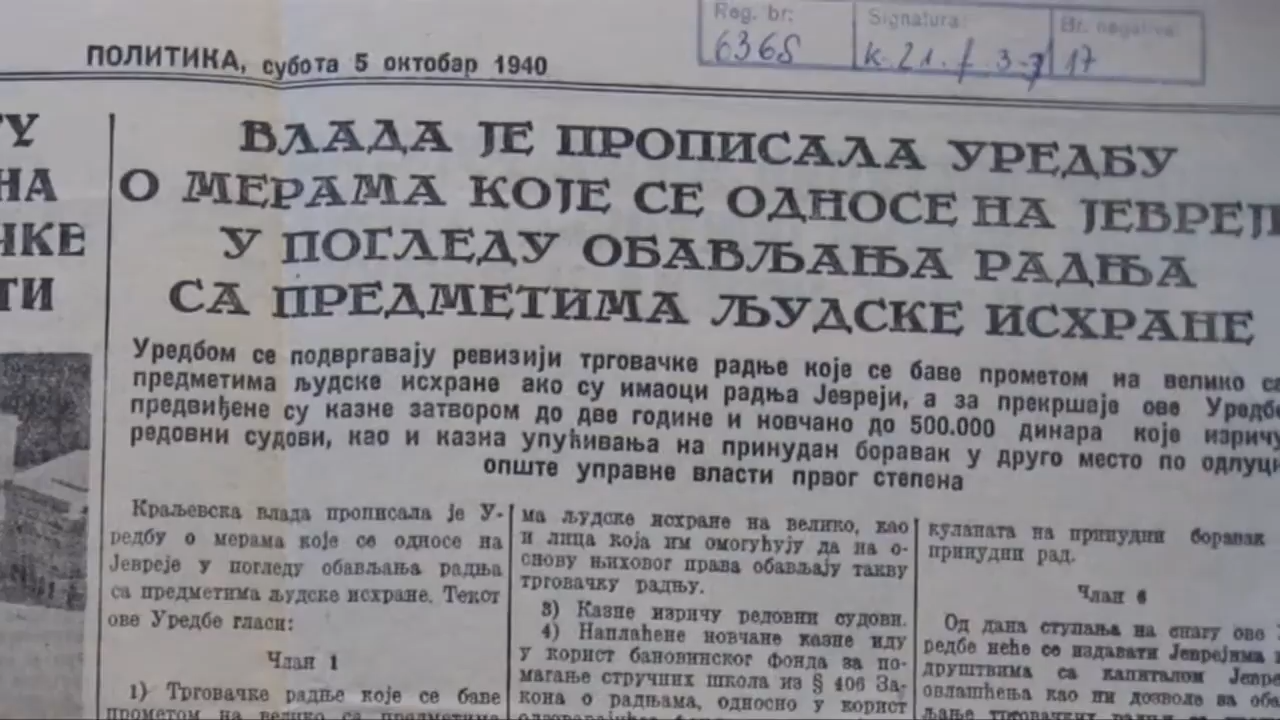 Reg. br: Signatura: Br. negativa:
6368 17
ПОЛИТИКА, субота 5 октобар 1940
НА
ТИ
ВЛАДА ЈЕ ПРОПИСАЛА УРЕДБУ
О МЕРАМА КОЈЕ СЕ ОДНОСЕ НА ЈЕВРЕЈ
У ПОГЛЕДУ ОБАВЉАЊА РАДЊА
СА ПРЕДМЕТИМА ЉУДСКЕ ИСХРАНЕ
Уредбом се подвргавају ревизији трговачке радње које се баве прометом на велико са
предметима људске исхране ако су имаоци радња Јевреји, а за прекршаје ове Уредбе
предвиђене су казне затвором до две године и новчано до 500.000 динара које изричу
редовни судови, као и казна упућивања на принудан боравак у друго место по одлуци
опште управне власти првог степена
Краљевска влада прописала је У-
редбу о мерама које се односе на
Јевреје у погледу обављања радња
са предметима људске исхране. Текст
ове Уредбе гласи:
Члан 1
1) Трговачке радње које се баве
прометом на велико са предметима
ма људске исхране на велико, као
и лица која им омогућују да на о-
снову њиховог права обављају такву
трговачку радњу.
3) Казне изричу редовни судови.
4) Наплаћене новчане казне иду
у корист бановинског фонда за по-
магање стручних школа из § 406 За-
кона о радњама, односно у корист
куланата на принудни боравак
принудни рад.
Члан 6
Од дана ступања на снагу ове
редбе неће се издавати Јеврејима
друштвима са капиталом Јевре
овлашћења као ни дозволе за оба